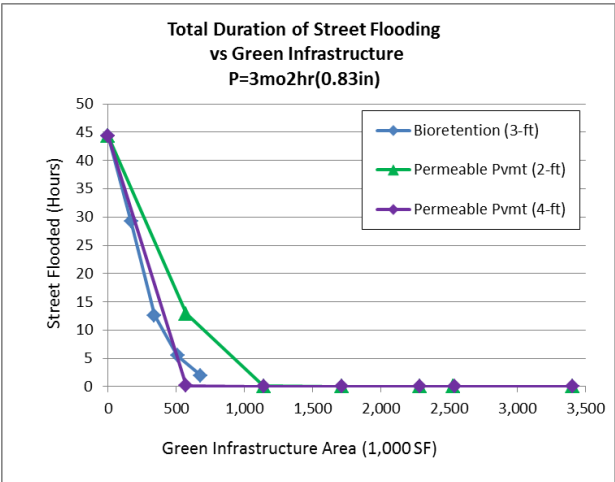 Total Duration of Street Flooding
vs Green Infrastructure
P=3mo2hr(0.83in)
50
45
40
35
30
25
20
15
10
5
0
Street Flooded (Hours)
Bioretention (3-ft)
Permeable Pvmt (2-ft)
Permeable Pvmt (4-ft)
0 500 1,000 1,500 2,000 2,500 3,000 3,500
Green Infrastructure Area (1,000 SF)